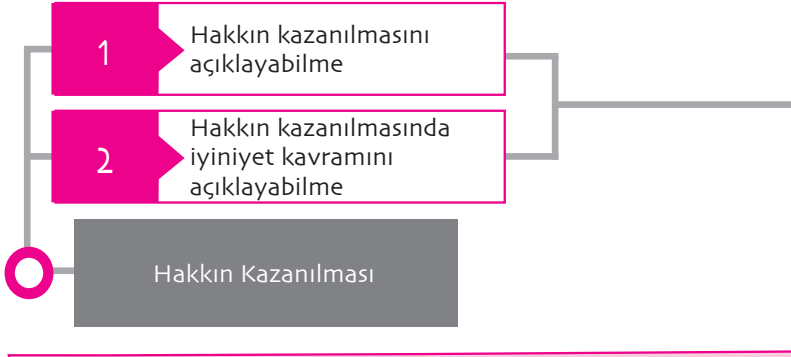 1
Hakkın kazanılmasını
açıklayabilme
2
Hakkın kazanılmasında
iyiniyet kavramını
açıklayabilme
Hakkın Kazanılması